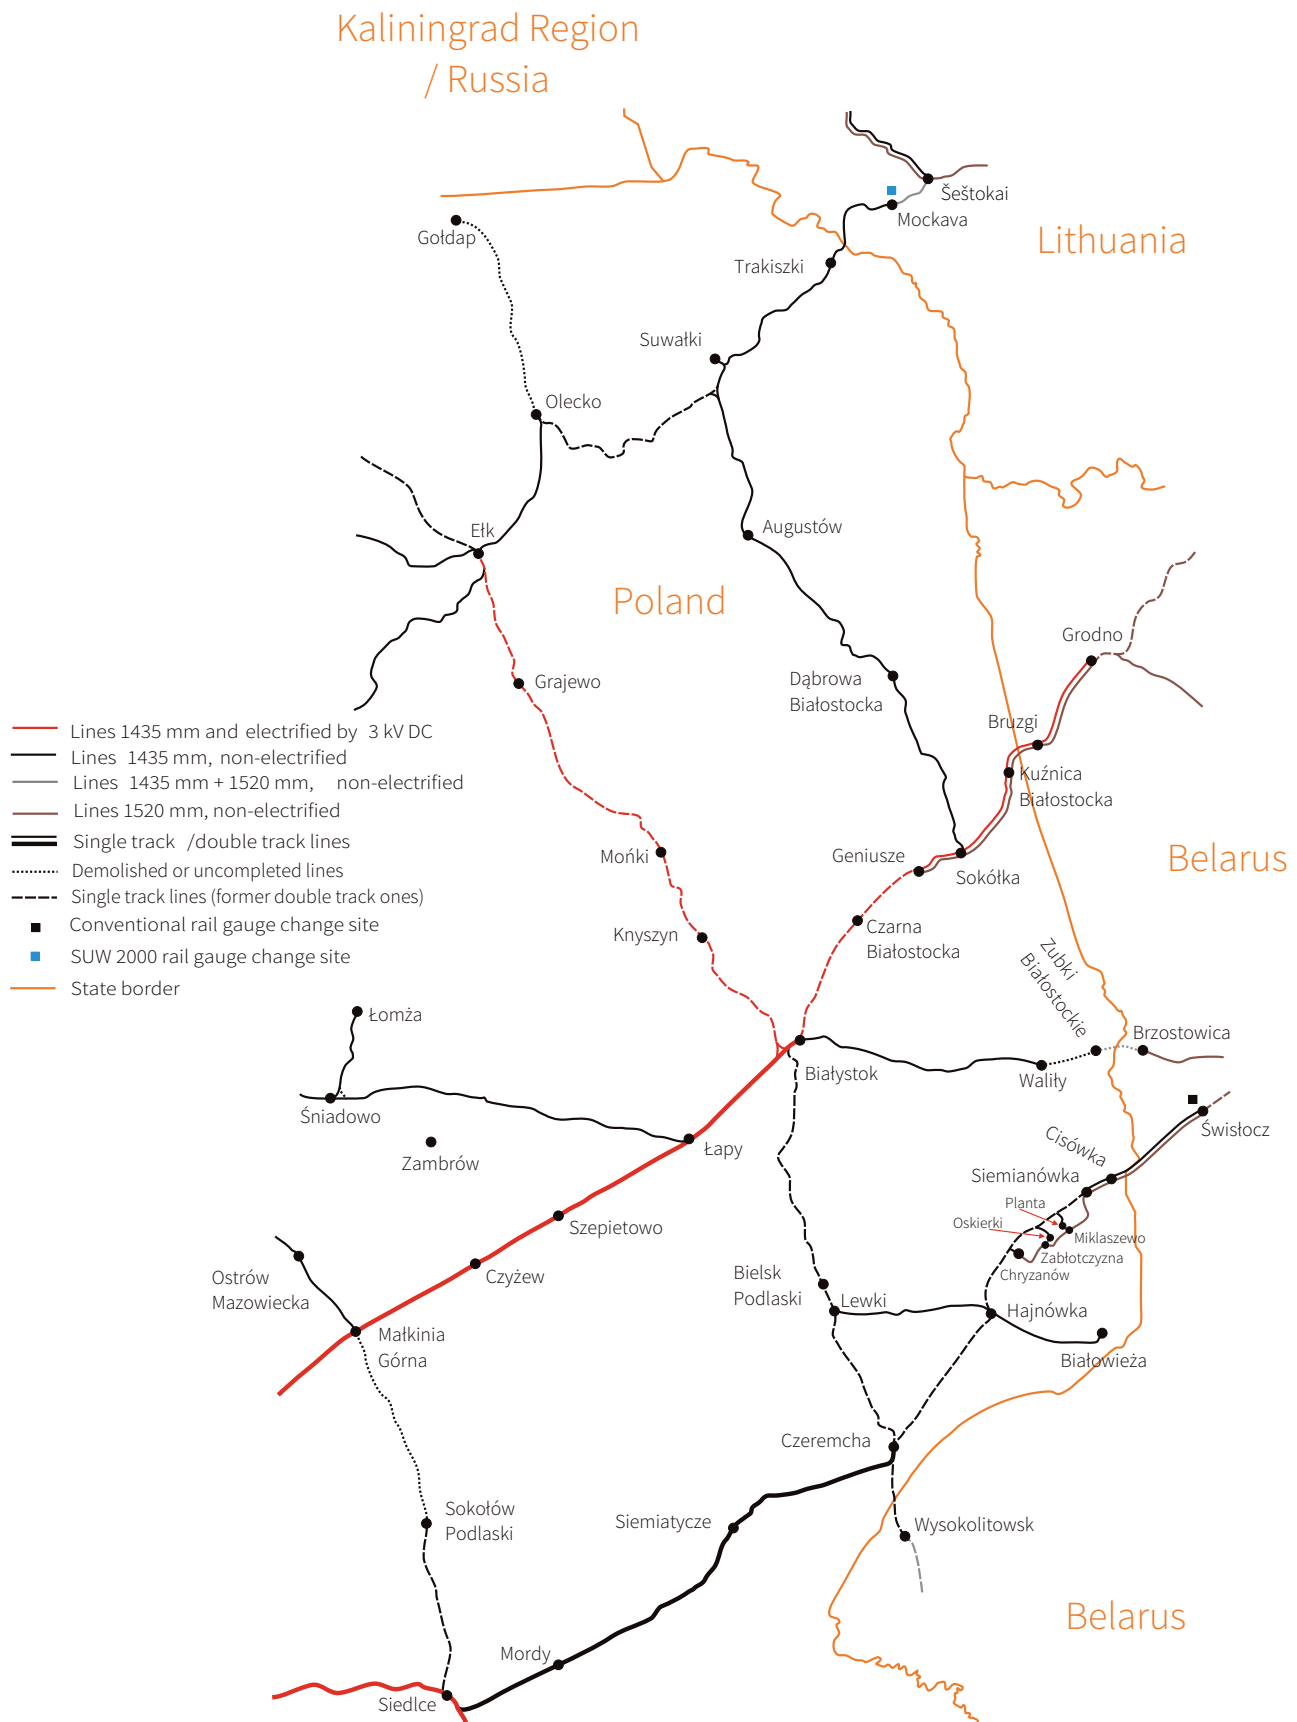 Kaliningrad Region
/ Russia
Šeštokai
Mockava
Gołdap
Lithuania
Trakiszki
Suwałki
Olecko
Augustów
Ełk
Poland
Grodno
Dąbrowa
Białostocka
Grajewo
Bruzgi
Kuźnica
Białostocka
Lines 1435 mm and electrified by 3 kV DC
Lines 1435 mm, non-electrified
Lines 1435 mm + 1520 mm, non-electrified
Lines 1520 mm, non-electrified
Single track /double track lines
Demolished or uncompleted lines
Single track lines (former double track ones)
Conventional rail gauge change site
SUW 2000 rail gauge change site
State border
Mońki
Geniusze
Sokółka
Belarus
Knyszyn
Czarna
Białostocka
Zubki
Białostockie
Łomża
Brzostowica
Białystok
Waliły
Śniadowo
Świsłocz
Zambrów
Łapy
Cisówka
Siemianówka
Planta
Oskierki
Miklaszewo
Zabłotczyzna
Chryzanów
Szepietowo
Czyżew
Ostrów
Mazowiecka
Bielsk
Podlaski
Lewki
Hajnówka
Małkinia
Górna
Białowieża
Czeremcha
Sokołów
Podlaski
Siemiatycze
Wysokolitowsk
Belarus
Mordy
Siedlce